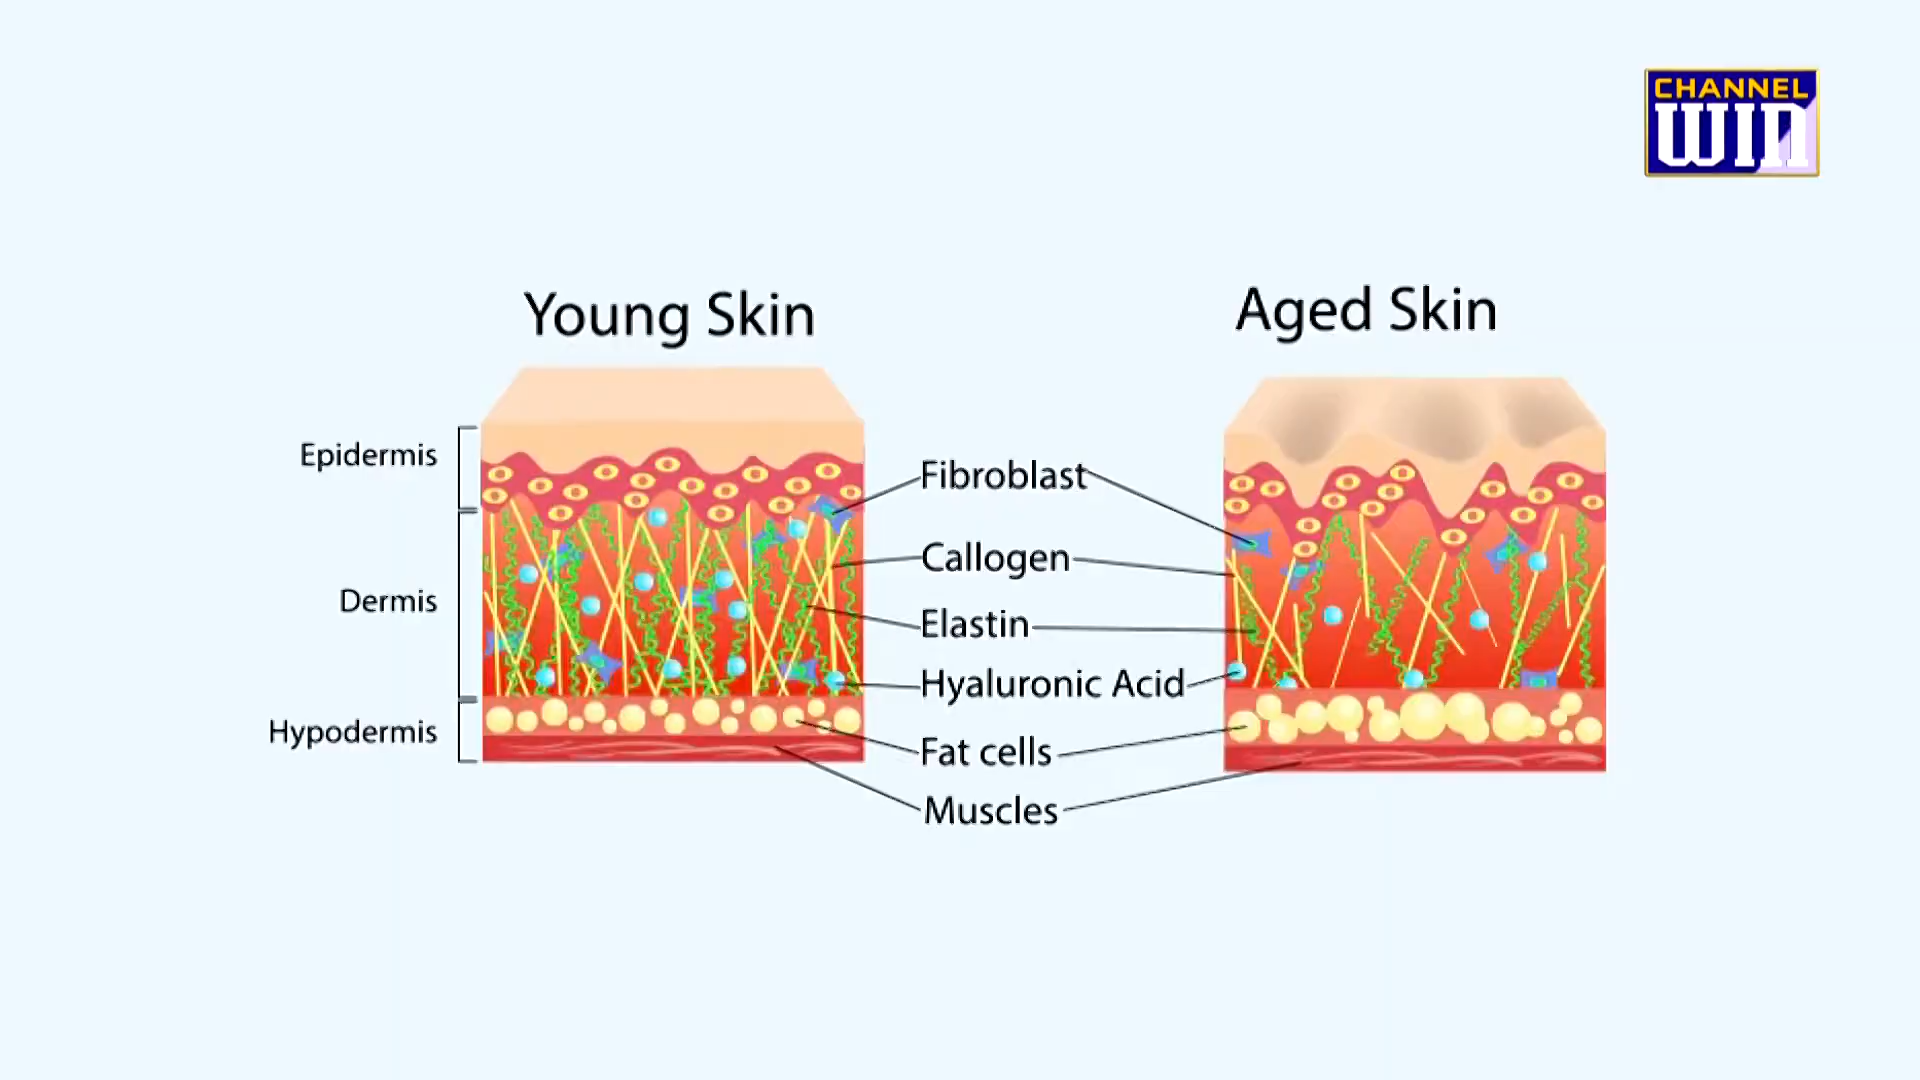 CHANNEL
WIN
Young Skin
Aged Skin
Epidermis
Dermis
Hypodermis
Fibroblast
Callogen
Elastin
Hyaluronic Acid
Fat cells
Muscles